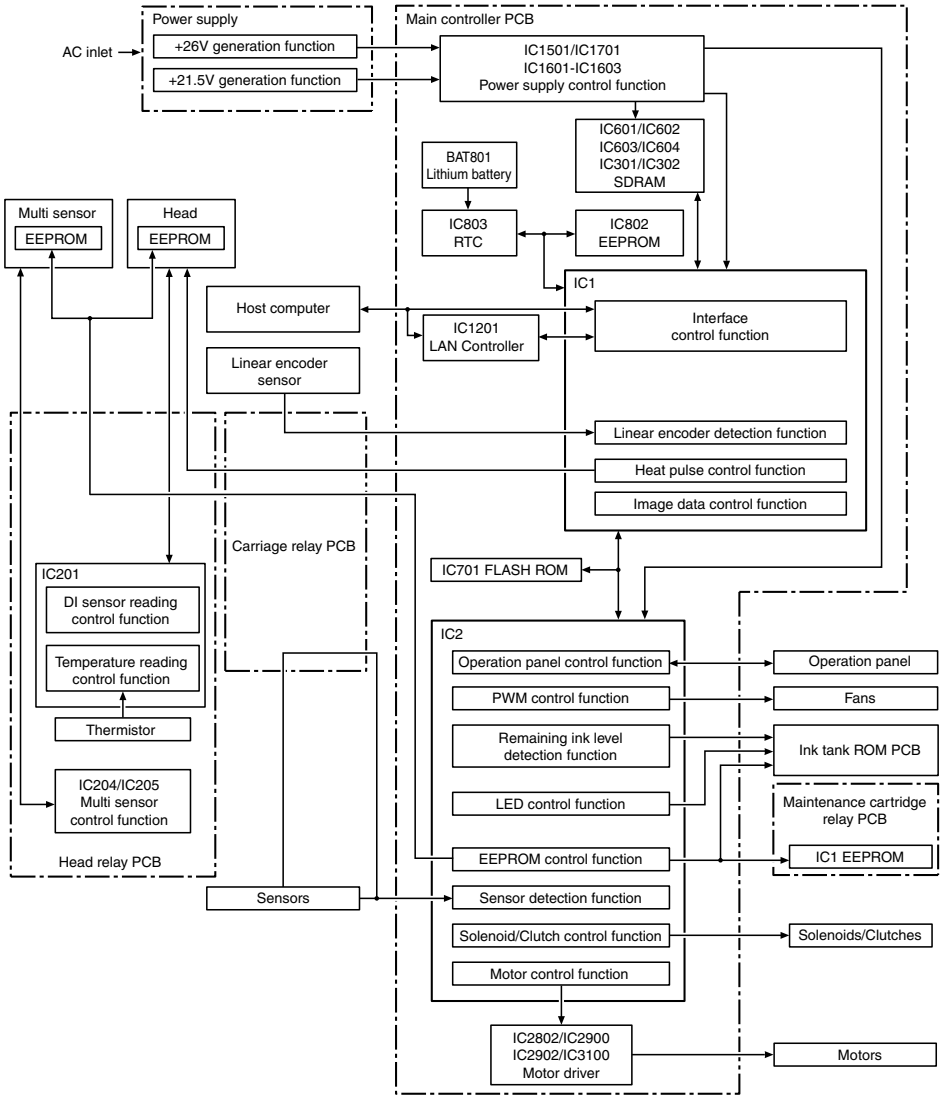 Power supply
+26V generation function
+21.5V generation function
AC inlet
Main controller PCB
IC1501/IC1701
IC1601-IC1603
Power supply control function
IC601/IC602
IC603/IC604
IC301/IC302
SDRAM
BAT801
Lithium battery
IC803
RTC
IC802
EEPROM
Multi sensor
EEPROM
Head
EEPROM
IC1
Host computer
Interface
control function
IC1201
LAN Controller
Linear encoder
sensor
Linear encoder detection function
Heat pulse control function
Image data control function
Carriage relay PCB
IC701 FLASH ROM
IC201
DI sensor reading
control function
Temperature reading
control function
Thermistor
IC204/IC205
Multi sensor
control function
Head relay PCB
IC2
Operation panel control function
Operation panel
PWM control function
Fans
Remaining ink level
detection function
Ink tank ROM PCB
LED control function
Maintenance cartridge
relay PCB
EEPROM control function
IC1 EEPROM
Sensors
Sensor detection function
Solenoid/Clutch control function
Solenoids/Clutches
Motor control function
IC2802/IC2900
IC2902/IC3100
Motor driver
Motors